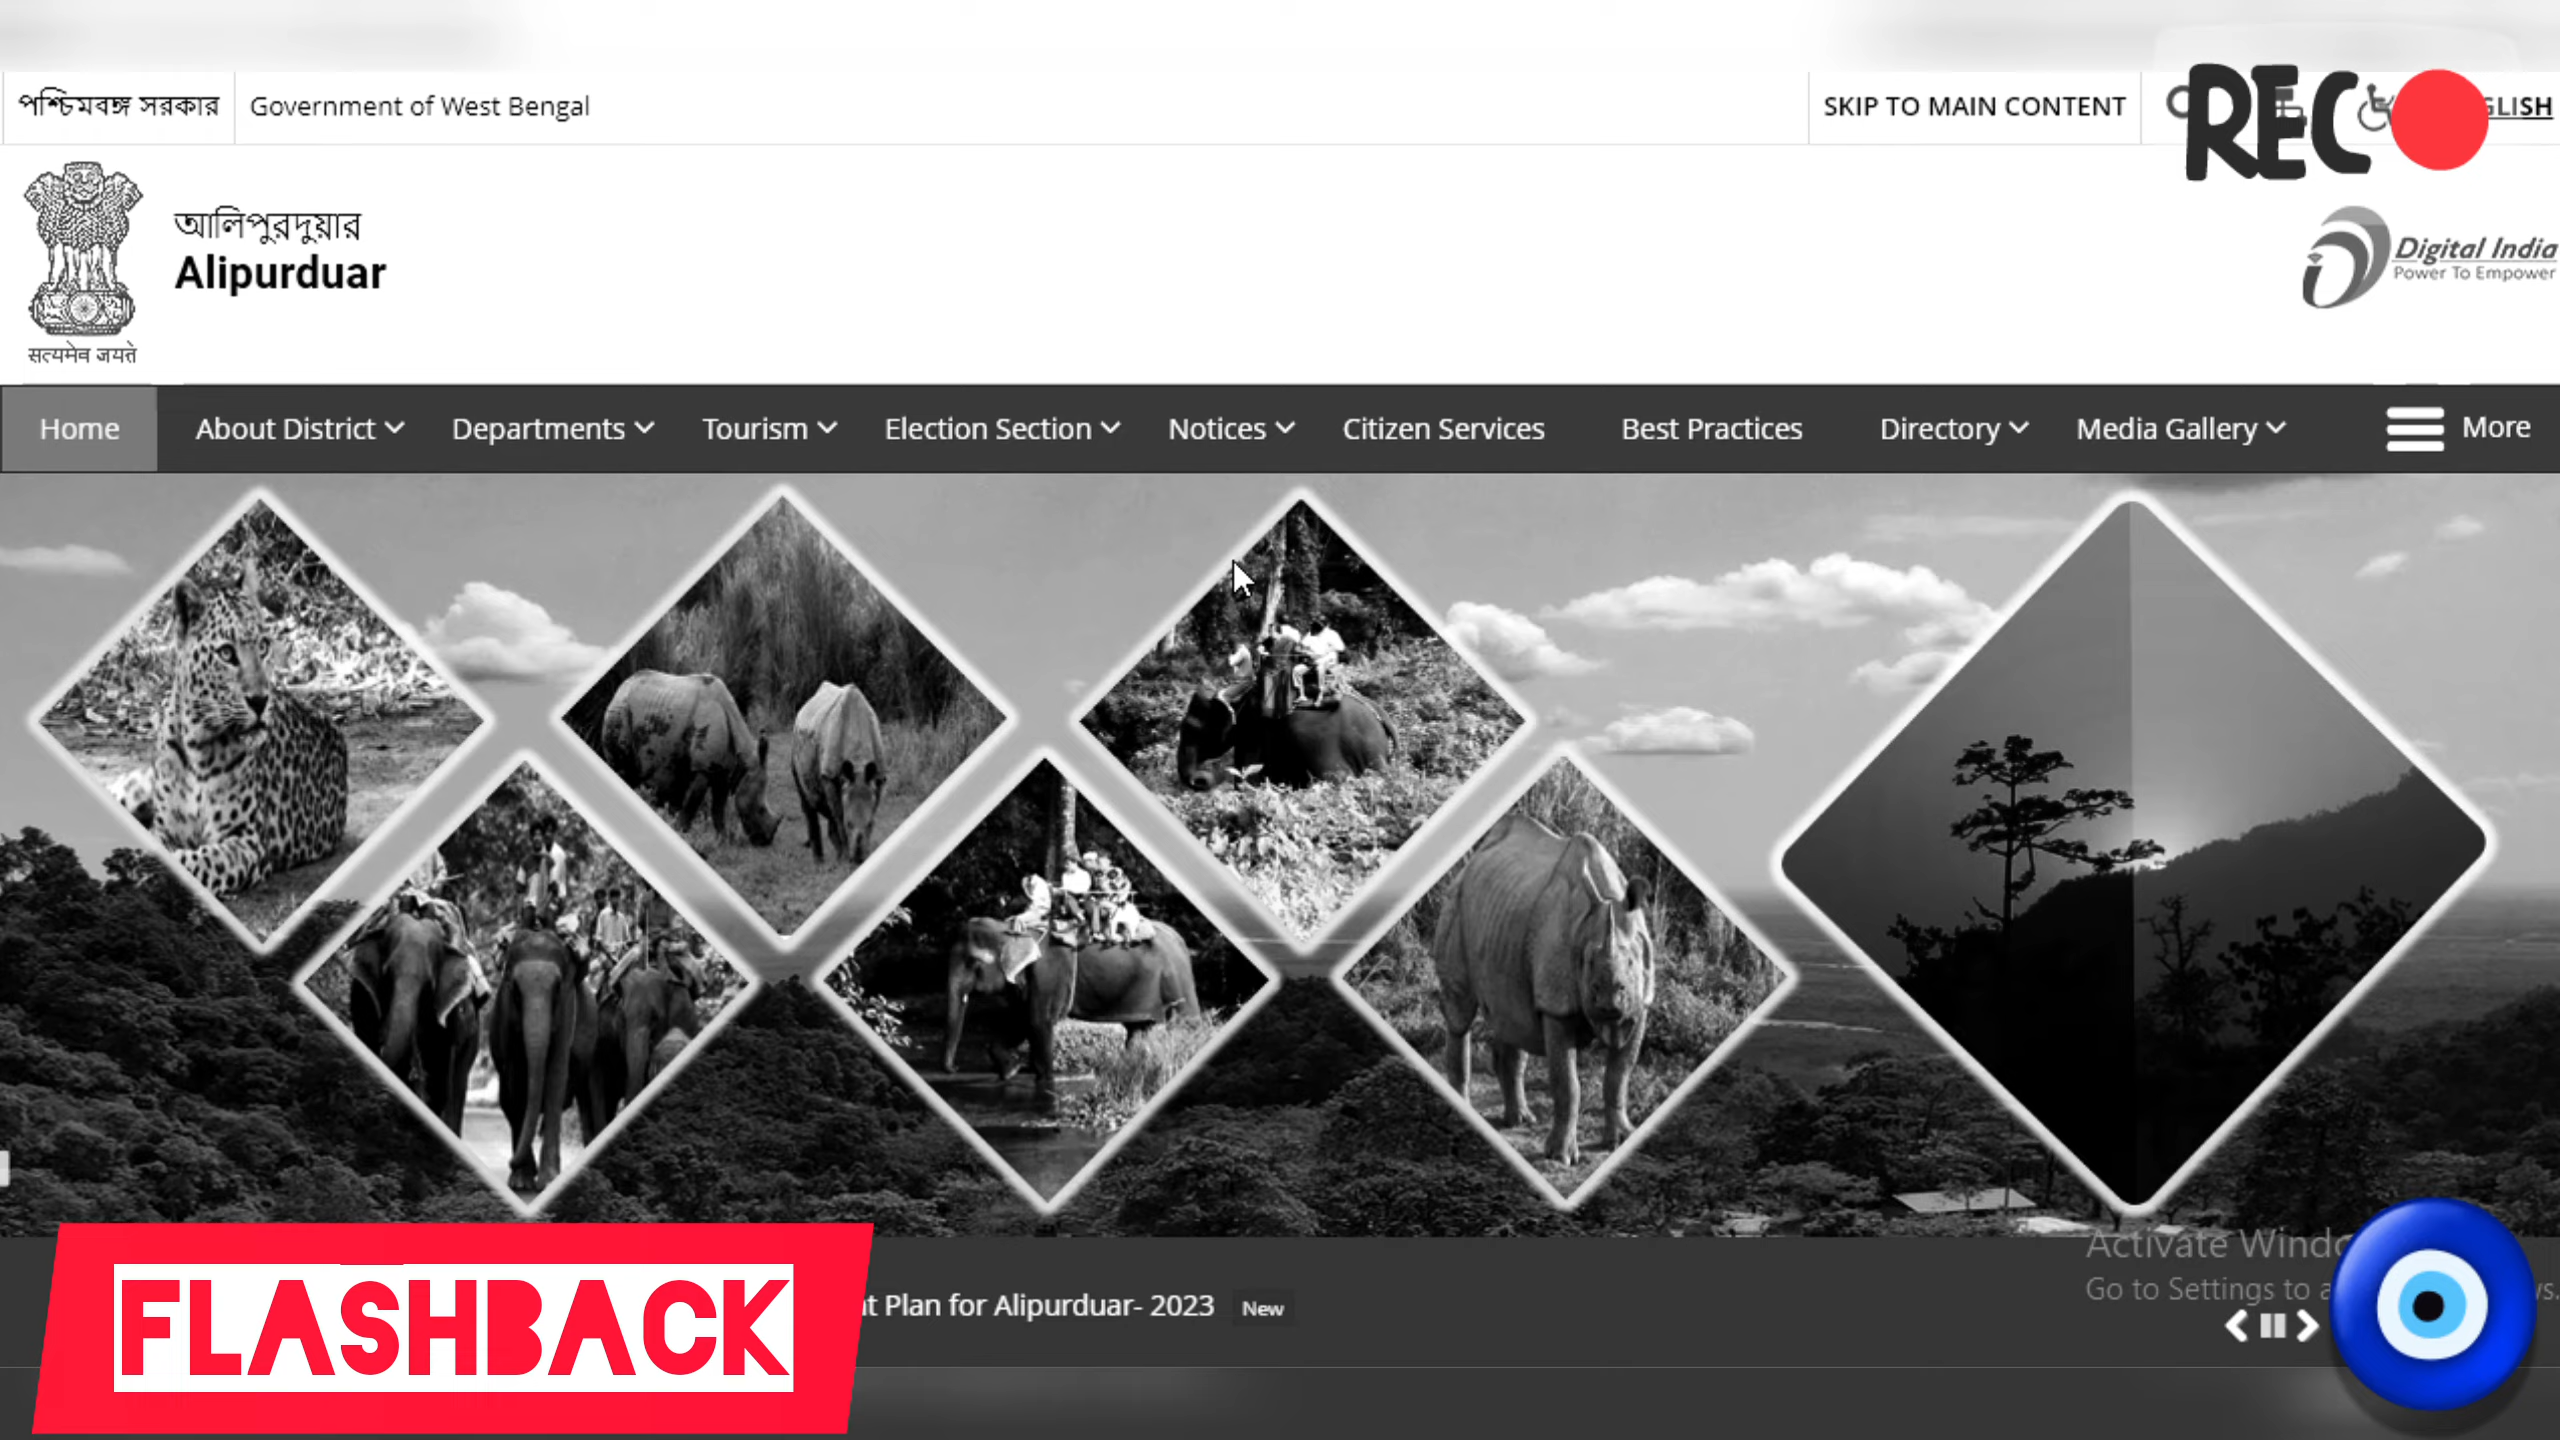 পশ্চিমবঙ্গ সরকার Government of West Bengal SKIP TO MAIN CONTENT
REC
আলিপুরদুয়ার
Alipurduar
सत्यमेव जयते
Digital India
Power To Empower
Home About District Departments Tourism Election Section Notices Citizen Services Best Practices Directory Media Gallery More
Activate
Go to Settings to
Plan for Alipurduar- 2023 New
FLASHBACK